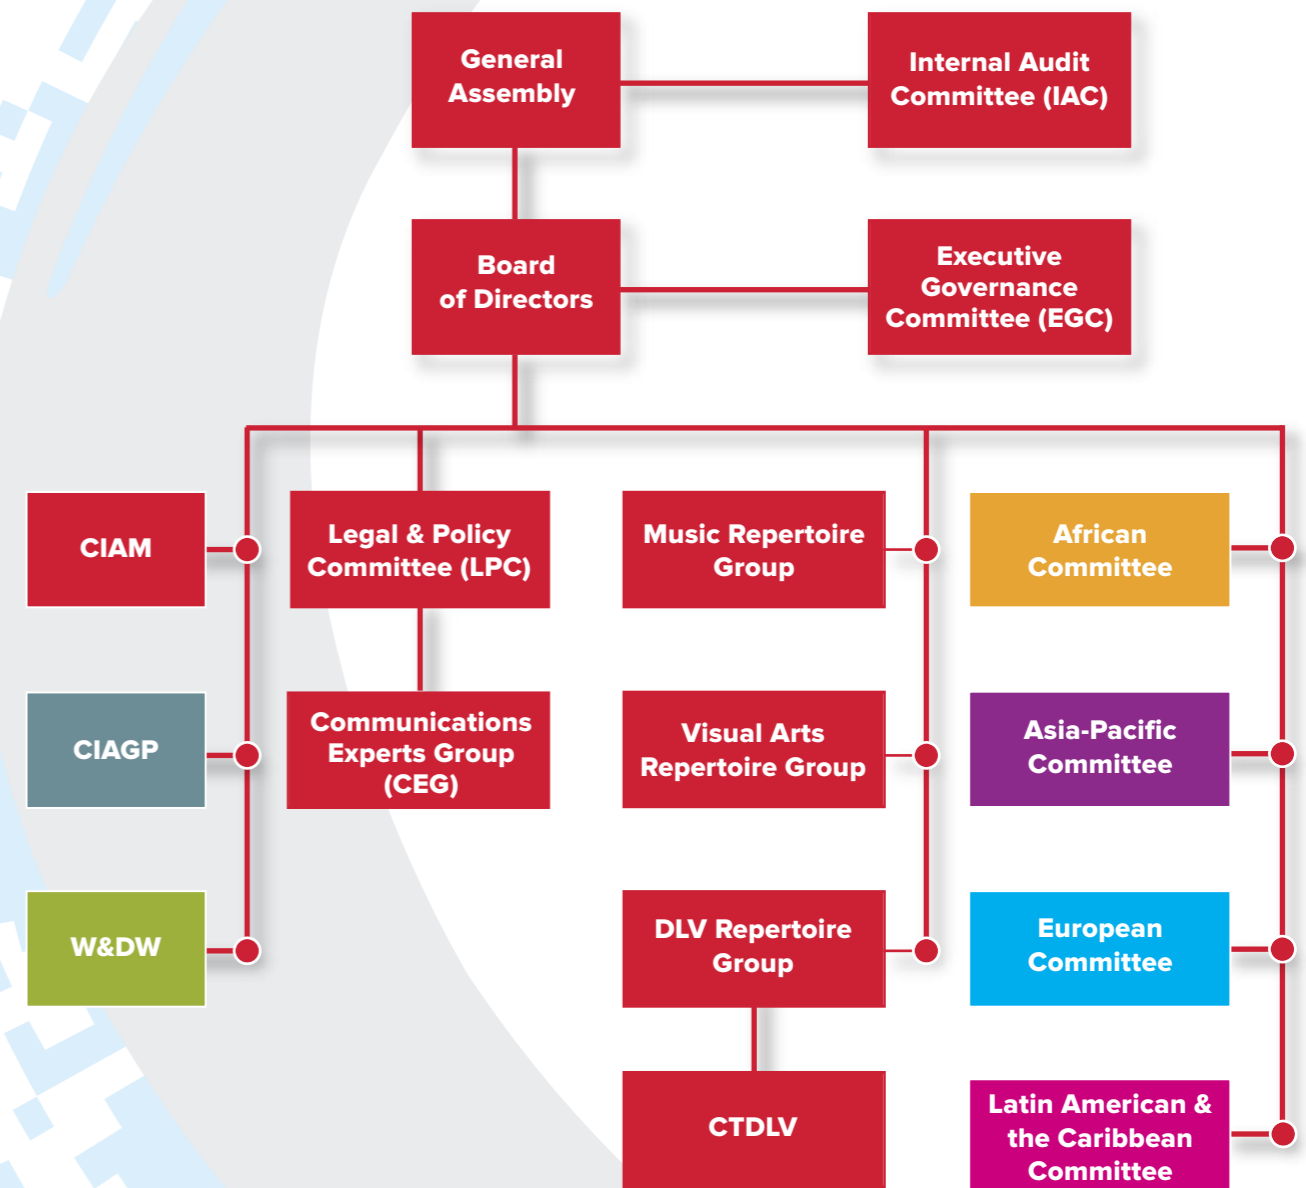 General
Assembly
Internal Audit
Committee (IAC)
Board
of Directors
Executive
Governance
Committee (EGC)
CIAM
Legal & Policy
Committee (LPC)
Music Repertoire
Group
African
Committee
CIAGP
Communications
Experts Group
(CEG)
Visual Arts
Repertoire Group
Asia-Pacific
Committee
W&DW
DLV Repertoire
Group
European
Committee
CTDLV
Latin American &
the Caribbean
Committee